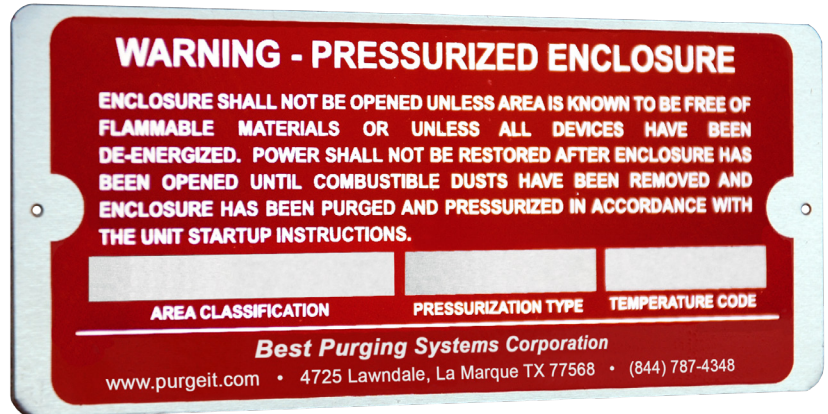 WARNING - PRESSURIZED ENCLOSURE
ENCLOSURE SHALL NOT BE OPENED UNLESS AREA IS KNOWN TO BE FREE OF
FLAMMABLE MATERIALS OR UNLESS ALL DEVICES HAVE BEEN
DE-ENERGIZED. POWER SHALL NOT BE RESTORED AFTER ENCLOSURE HAS
BEEN OPENED UNTIL COMBUSTIBLE DUSTS HAVE BEEN REMOVED AND
ENCLOSURE HAS BEEN PURGED AND PRESSURIZED IN ACCORDANCE WITH
THE UNIT STARTUP INSTRUCTIONS.
AREA CLASSIFICATION PRESSURIZATION TYPE TEMPERATURE CODE
Best Purging Systems Corporation
www.purgeit.com • 4725 Lawndale, La Marque TX 77568 • (844) 787-4348